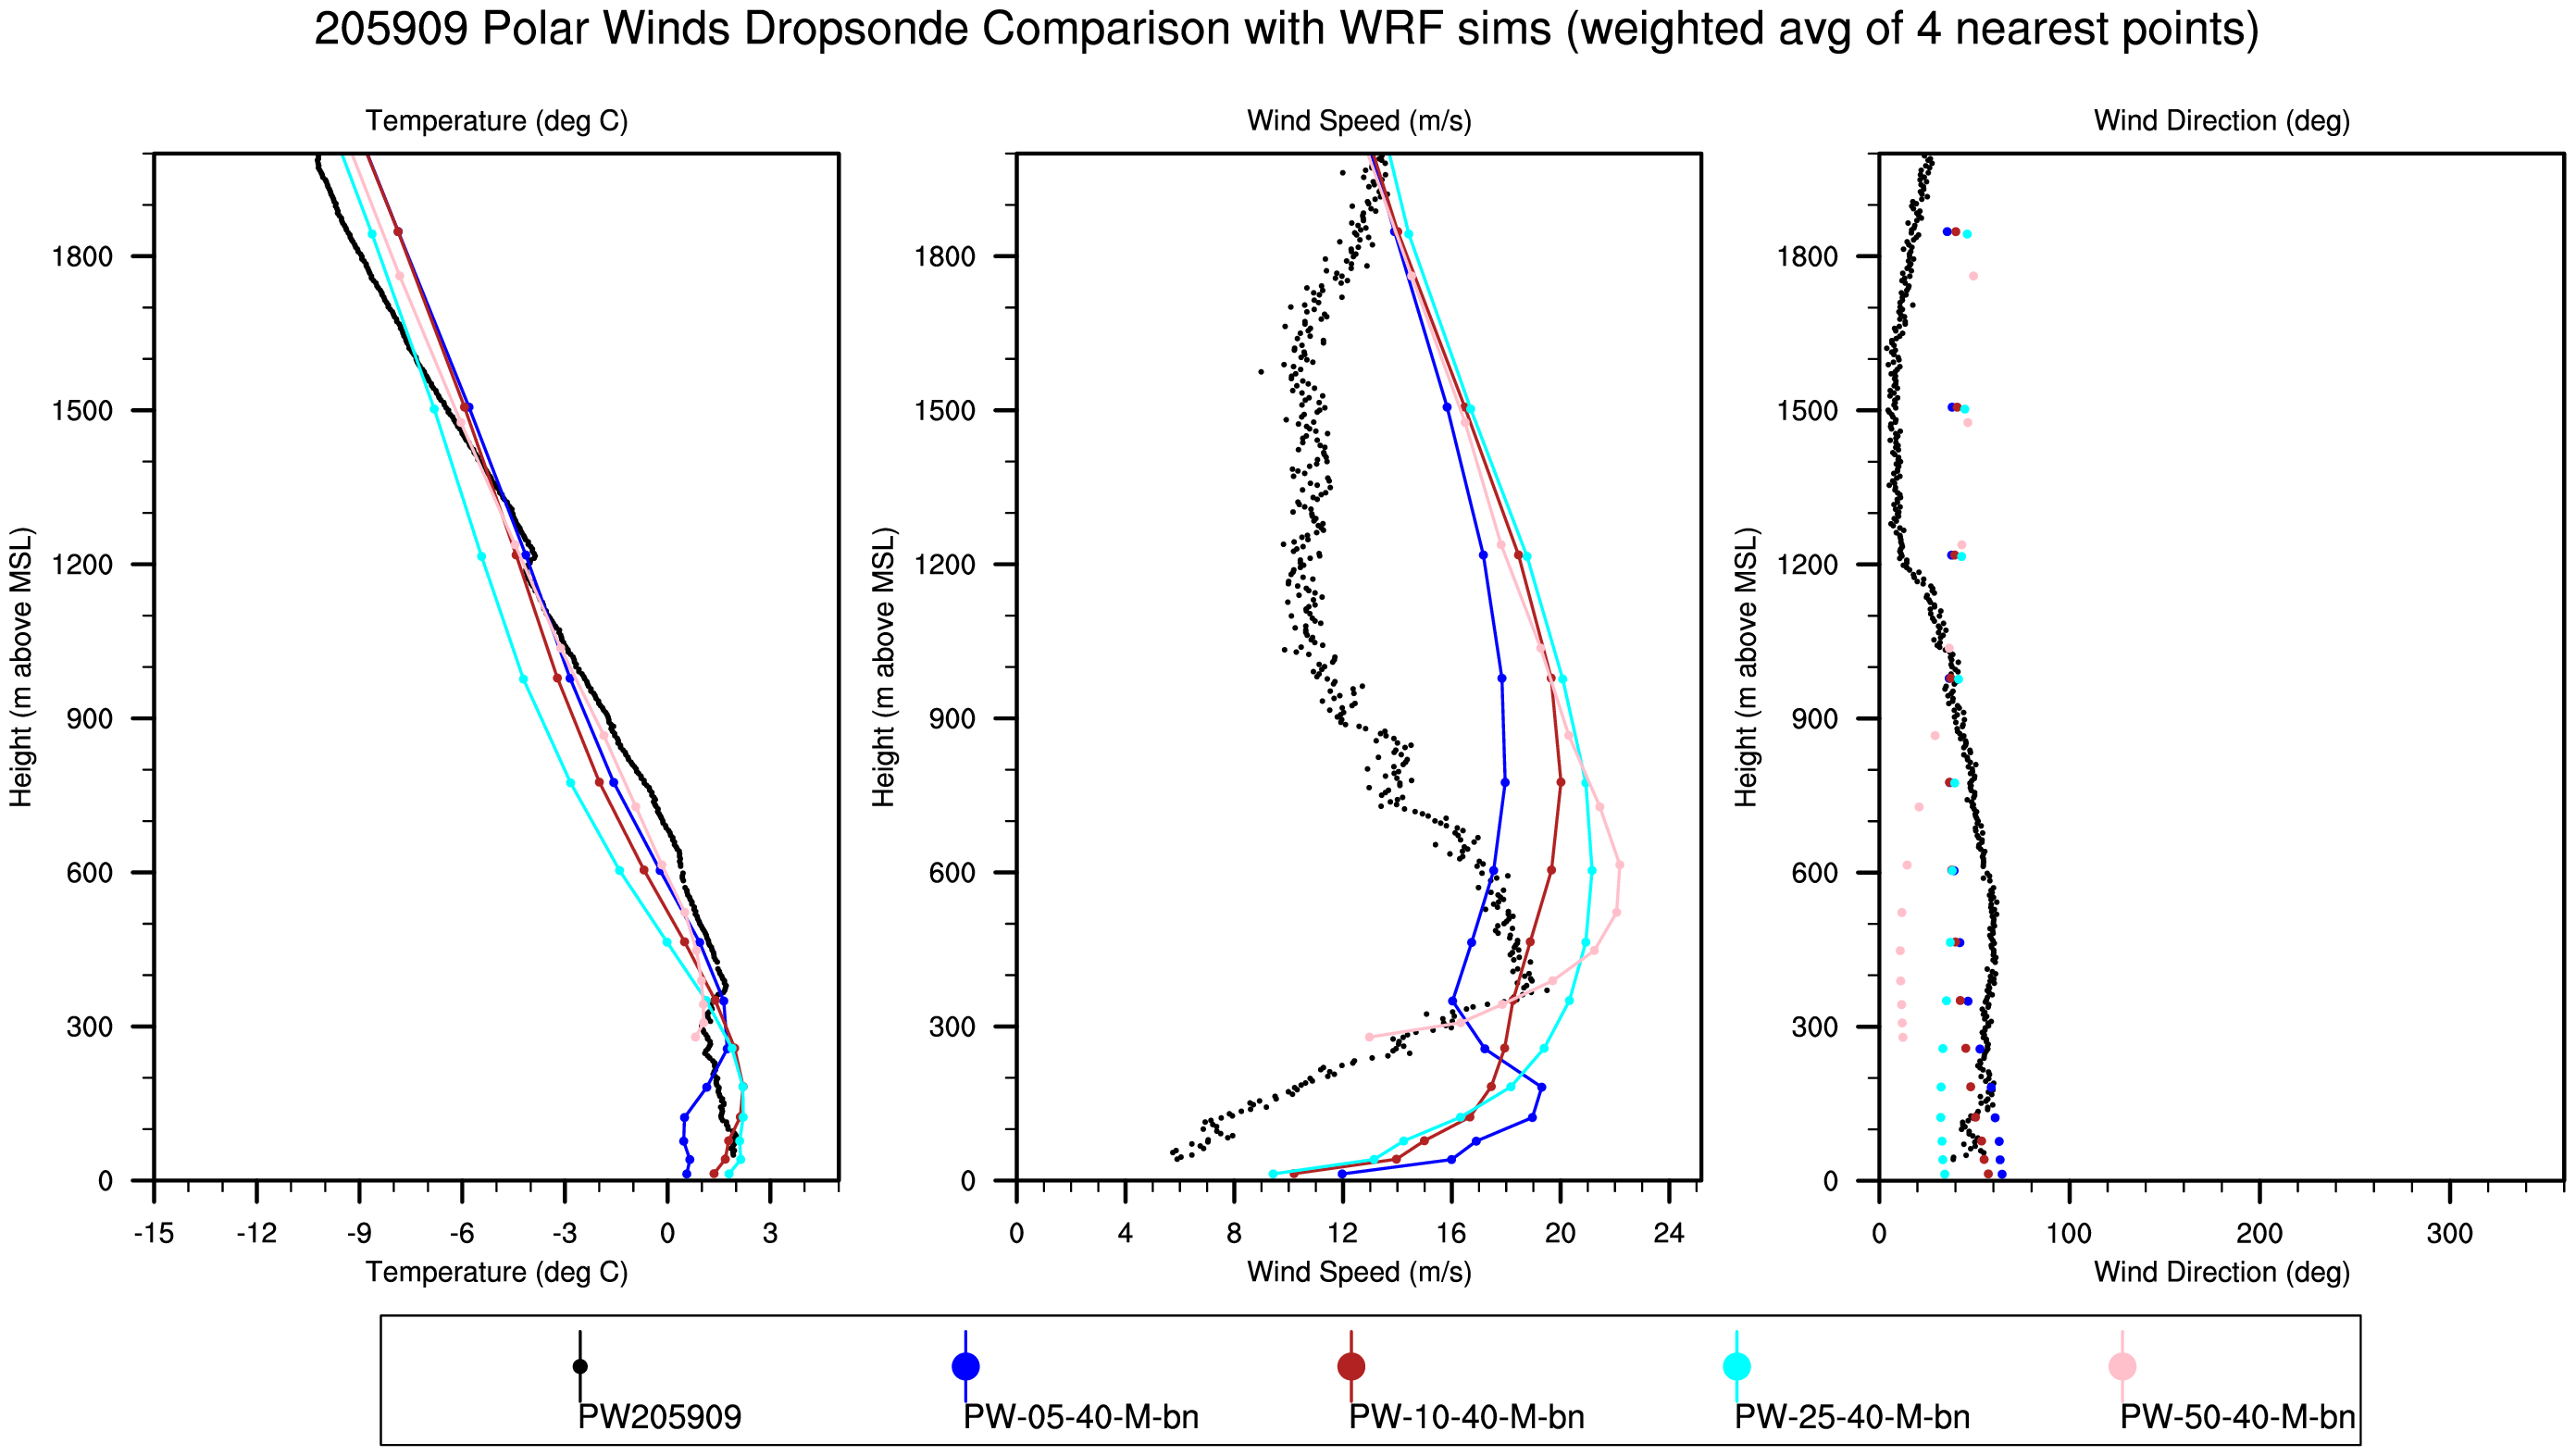 205909 Polar Winds Dropsonde Comparison with WRF sims (weighted avg of 4 nearest points)
Temperature (deg C)
Wind Speed (m/s)
Wind Direction (deg)
Height (m above MSL)
1800
1500
1200
900
600
300
0
-15 -12 -9 -6 -3 0 3
Temperature (deg C)
Height (m above MSL)
1800
1500
1200
900
600
300
0
0 4 8 12 16 20 24
Wind Speed (m/s)
Height (m above MSL)
1800
1500
1200
900
600
300
0
0 100 200 300
Wind Direction (deg)
PW205909
PW-05-40-M-bn
PW-10-40-M-bn
PW-25-40-M-bn
PW-50-40-M-bn